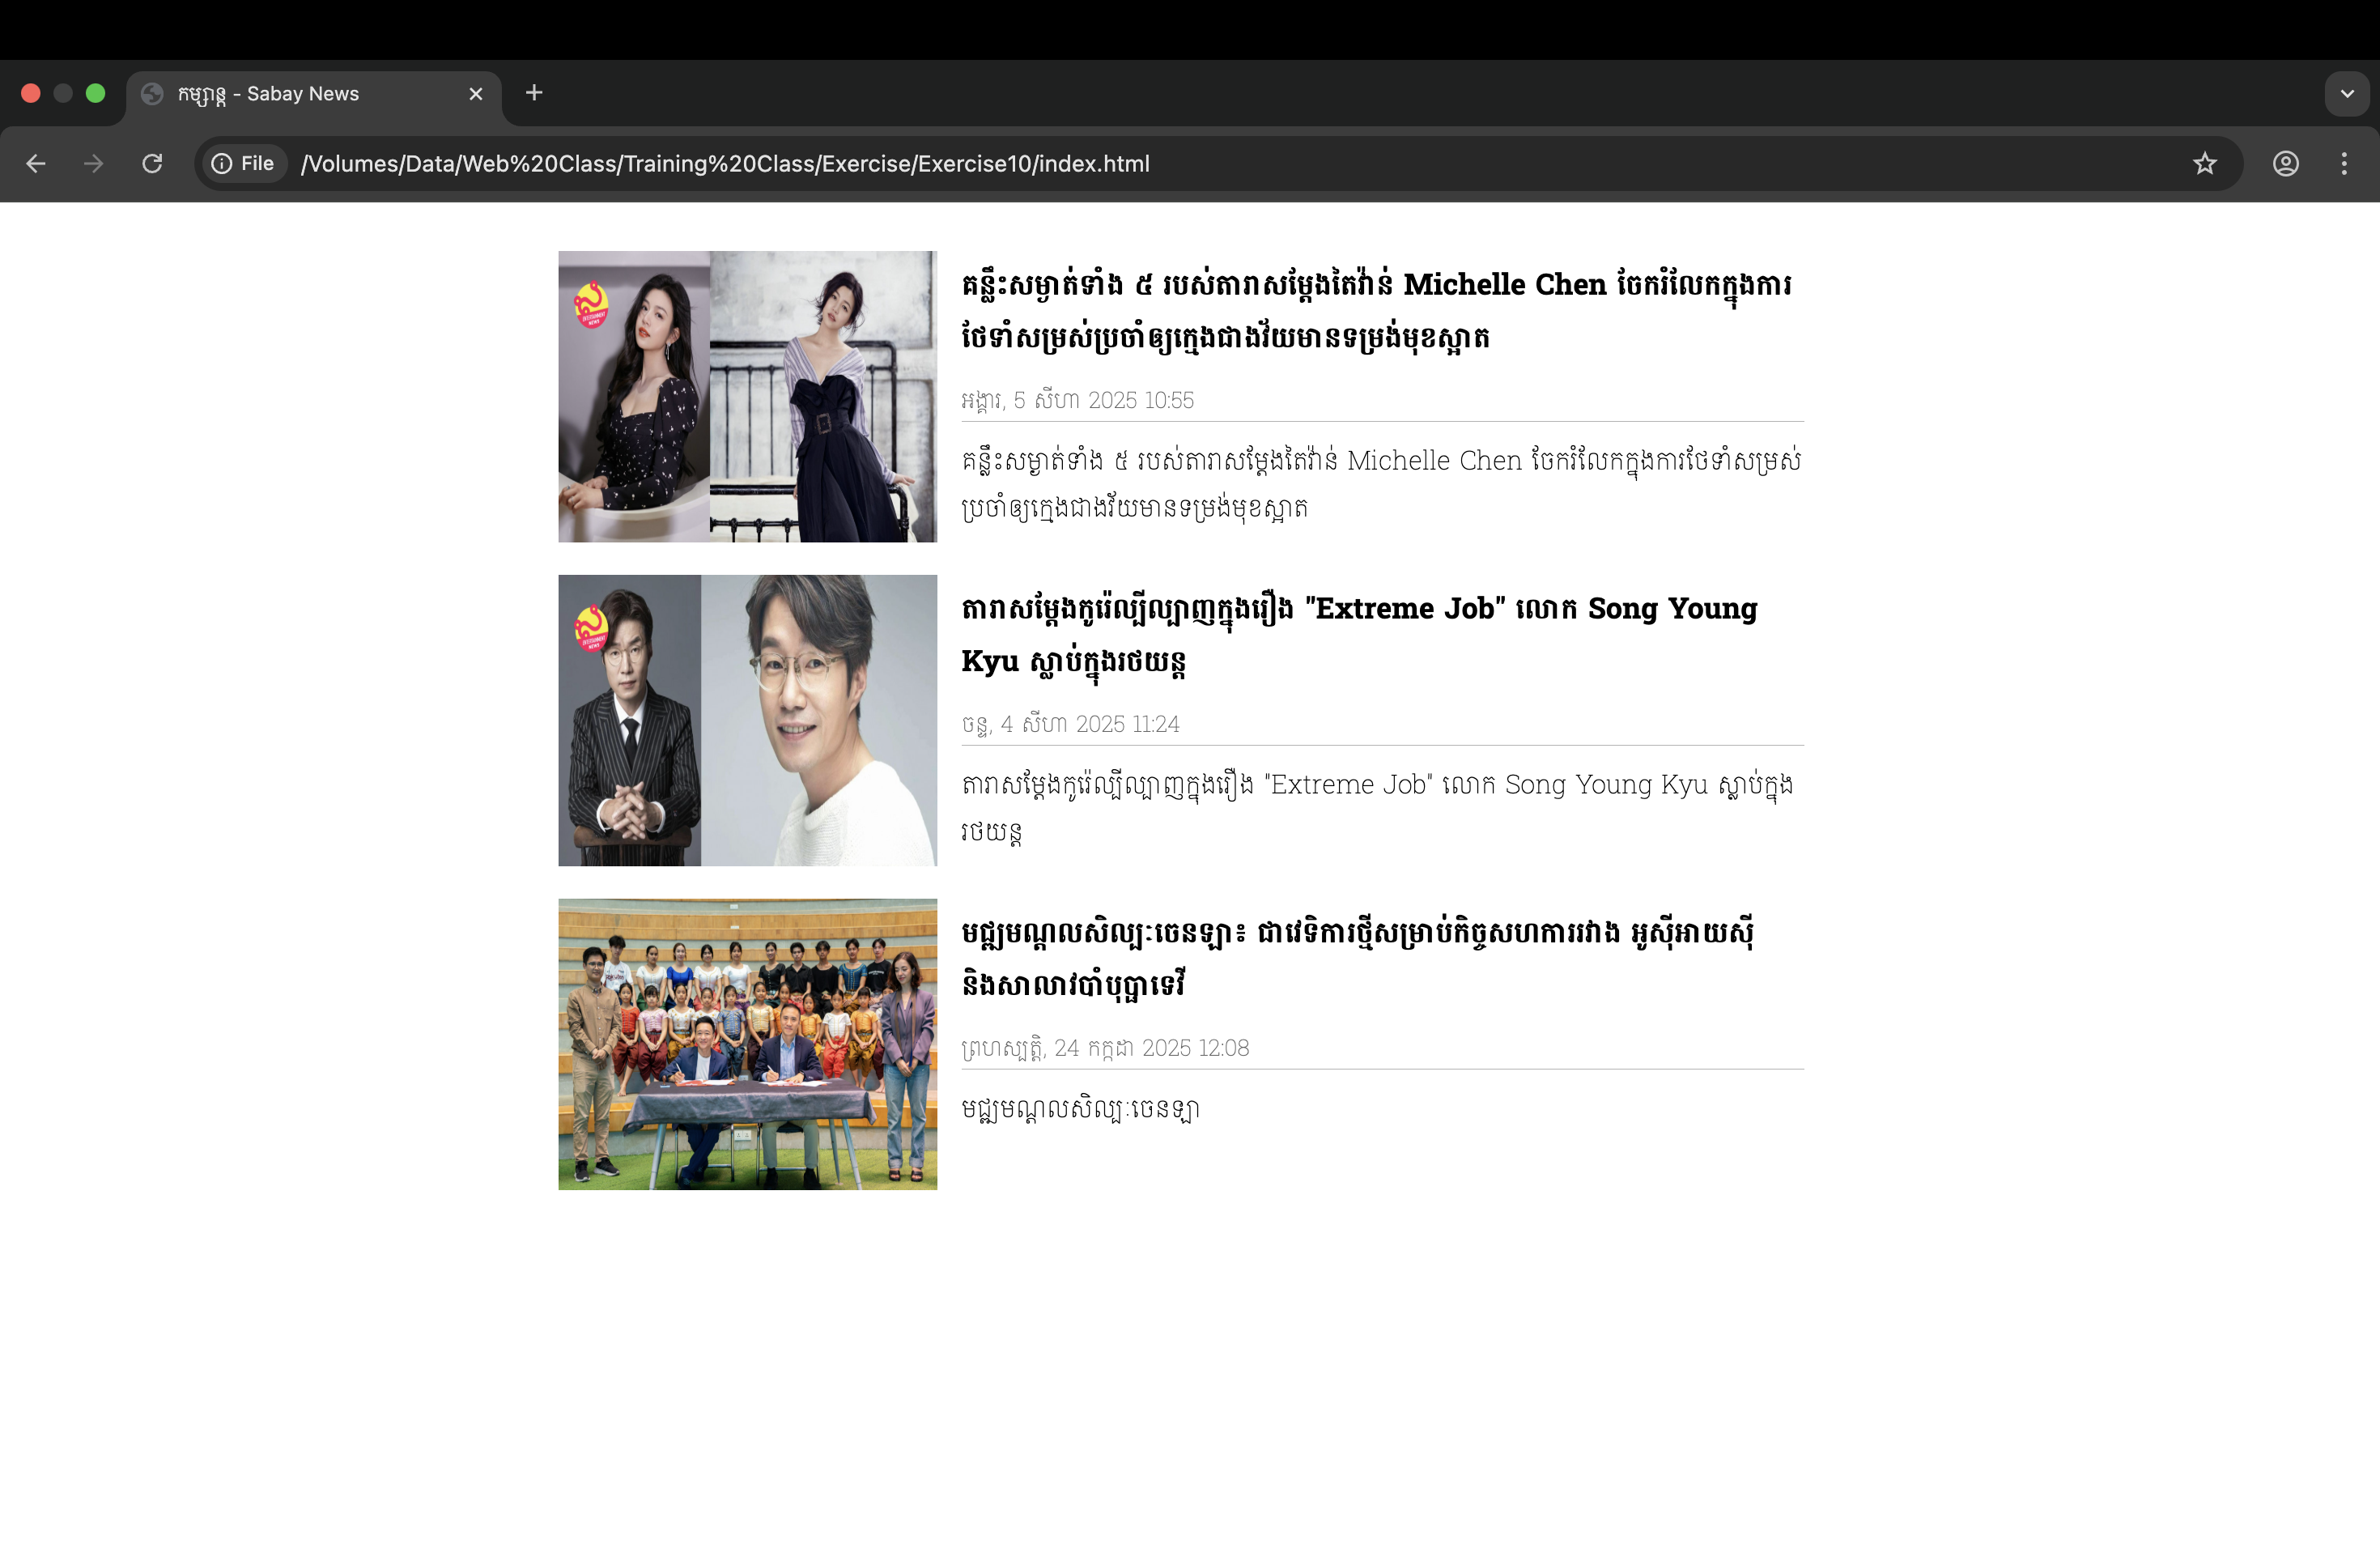 កម្សាន្ត - Sabay News
File /Volumes/Data/Web%20Class/Training%20Class/Exercise/Exercise10/index.html
គន្លឹះសម្ងាត់ទាំង ៥ របស់តារាសម្ដែងតៃវ៉ាន់ Michelle Chen ចែករំលែកក្នុងការ
ថែទាំសម្រស់ប្រចាំឲ្យក្មេងជាងវ័យមានទម្រង់មុខស្អាត
អង្គារ, 5 សីហា 2025 10:55
គន្លឹះសម្ងាត់ទាំង ៥ របស់តារាសម្ដែងតៃវ៉ាន់ Michelle Chen ចែករំលែកក្នុងការថែទាំសម្រស់
ប្រចាំឲ្យក្មេងជាងវ័យមានទម្រង់មុខស្អាត
តារាសម្ដែងកូរ៉េល្បីល្បាញក្នុងរឿង "Extreme Job" លោក Song Young
Kyu ស្លាប់ក្នុងរថយន្ត
ចន្ទ, 4 សីហា 2025 11:24
តារាសម្ដែងកូរ៉េល្បីល្បាញក្នុងរឿង "Extreme Job" លោក Song Young Kyu ស្លាប់ក្នុង
រថយន្ត
មជ្ឈមណ្ឌលសិល្បៈចេនឡា៖ ជាវេទិការថ្មីសម្រាប់កិច្ចសហការរវាង អូស៊ីអាយស៊ី
និងសាលារបាំបុប្ផាទេវី
ព្រហស្បតិ៍, 24 កក្កដា 2025 12:08
មជ្ឈមណ្ឌលសិល្បៈចេនឡា